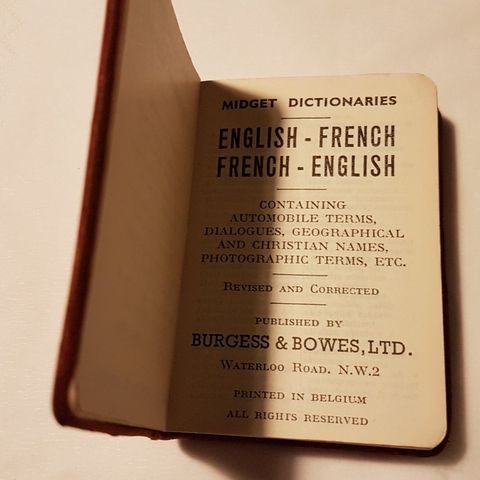 MIDGET DICTIONARIES
ENGLISH - FRENCH
FRENCH - ENGLISH
CONTAINING
AUTOMOBILE TERMS,
DIALOGUES, GEOGRAPHICAL
AND CHRISTIAN NAMES,
PHOTOGRAPHIC TERMS, ETC.
REVISED AND CORRECTED
PUBLISHED BY
BURGESS & BOWES, LTD.
WATERLOO ROAD. N.W.2
PRINTED IN BELGIUM
ALL RIGHTS RESERVED